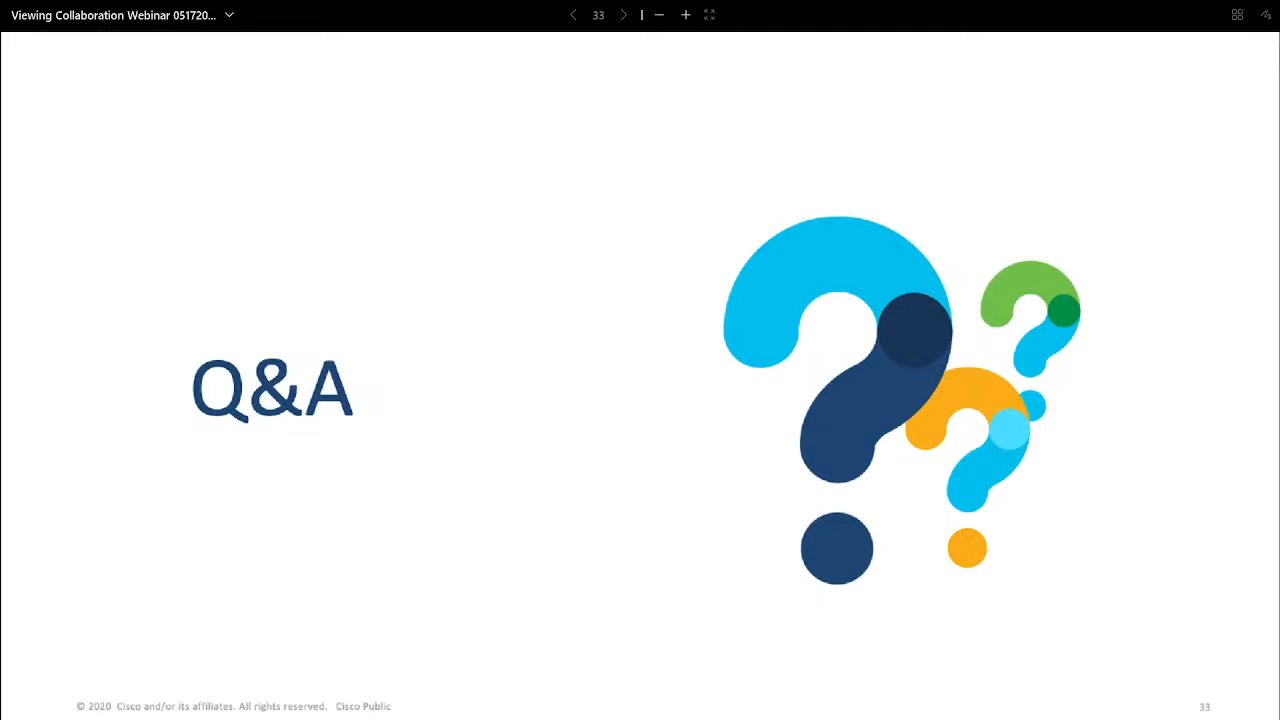 Viewing Collaboration Webinar 051720...
33
Q&A
© 2020 Cisco and/or its affiliates. All rights reserved. Cisco Public
33